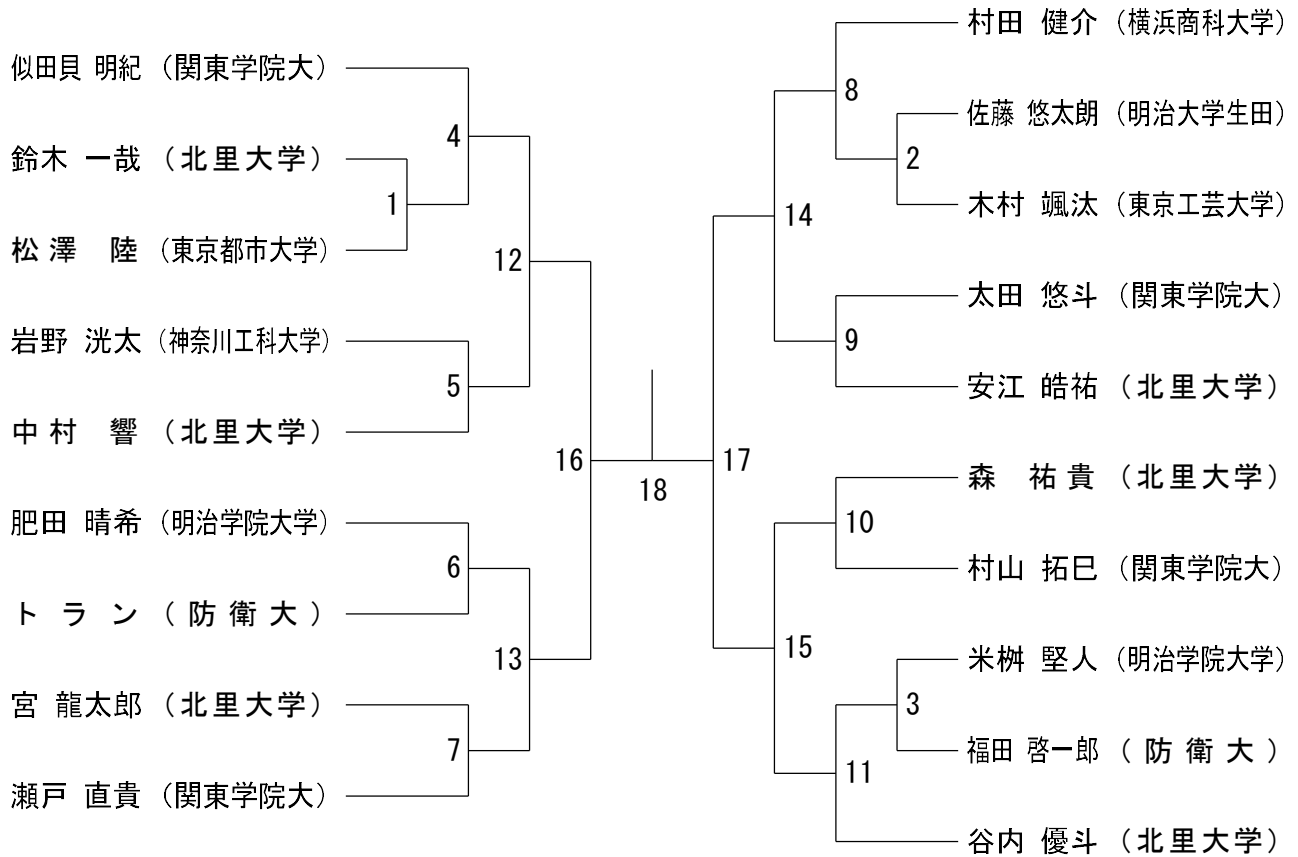 似田貝 明紀 (関東学院大)
鈴木 一哉 (北里大学)
松澤 陸 (東京都市大学)
岩野 洸太 (神奈川工科大学)
中村 響 (北里大学)
肥田 晴希 (明治学院大学)
トラン (防衛大)
宮 龍太郎 (北里大学)
瀬戸 直貴 (関東学院大)
4
1
12
5
16
6
13
7
18
村田 健介 (横浜商科大学)
佐藤 悠太朗 (明治大学生田)
木村 颯汰 (東京工芸大学)
太田 悠斗 (関東学院大)
安江 皓祐 (北里大学)
森 祐貴 (北里大学)
村山 拓巳 (関東学院大)
米桝 堅人 (明治学院大学)
福田 啓一郎 (防衛大)
谷内 優斗 (北里大学)
8
2
14
9
17
10
15
3
11